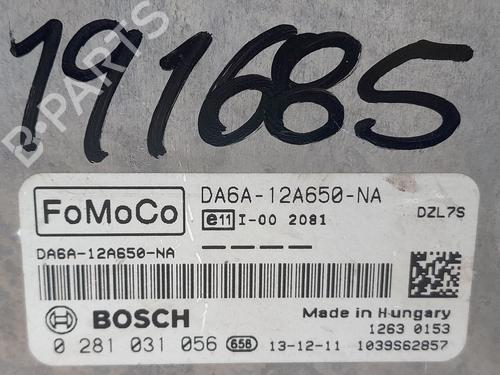 191685
B-PARTS
FoMoCo
DA6A-12A650-NA
e11 I-00 2081
DZL7S
DA6A-12A650-NA
BOSCH
Made in Hungary
1263 0153
0 281 031 056 658 13-12-11 1039S62857